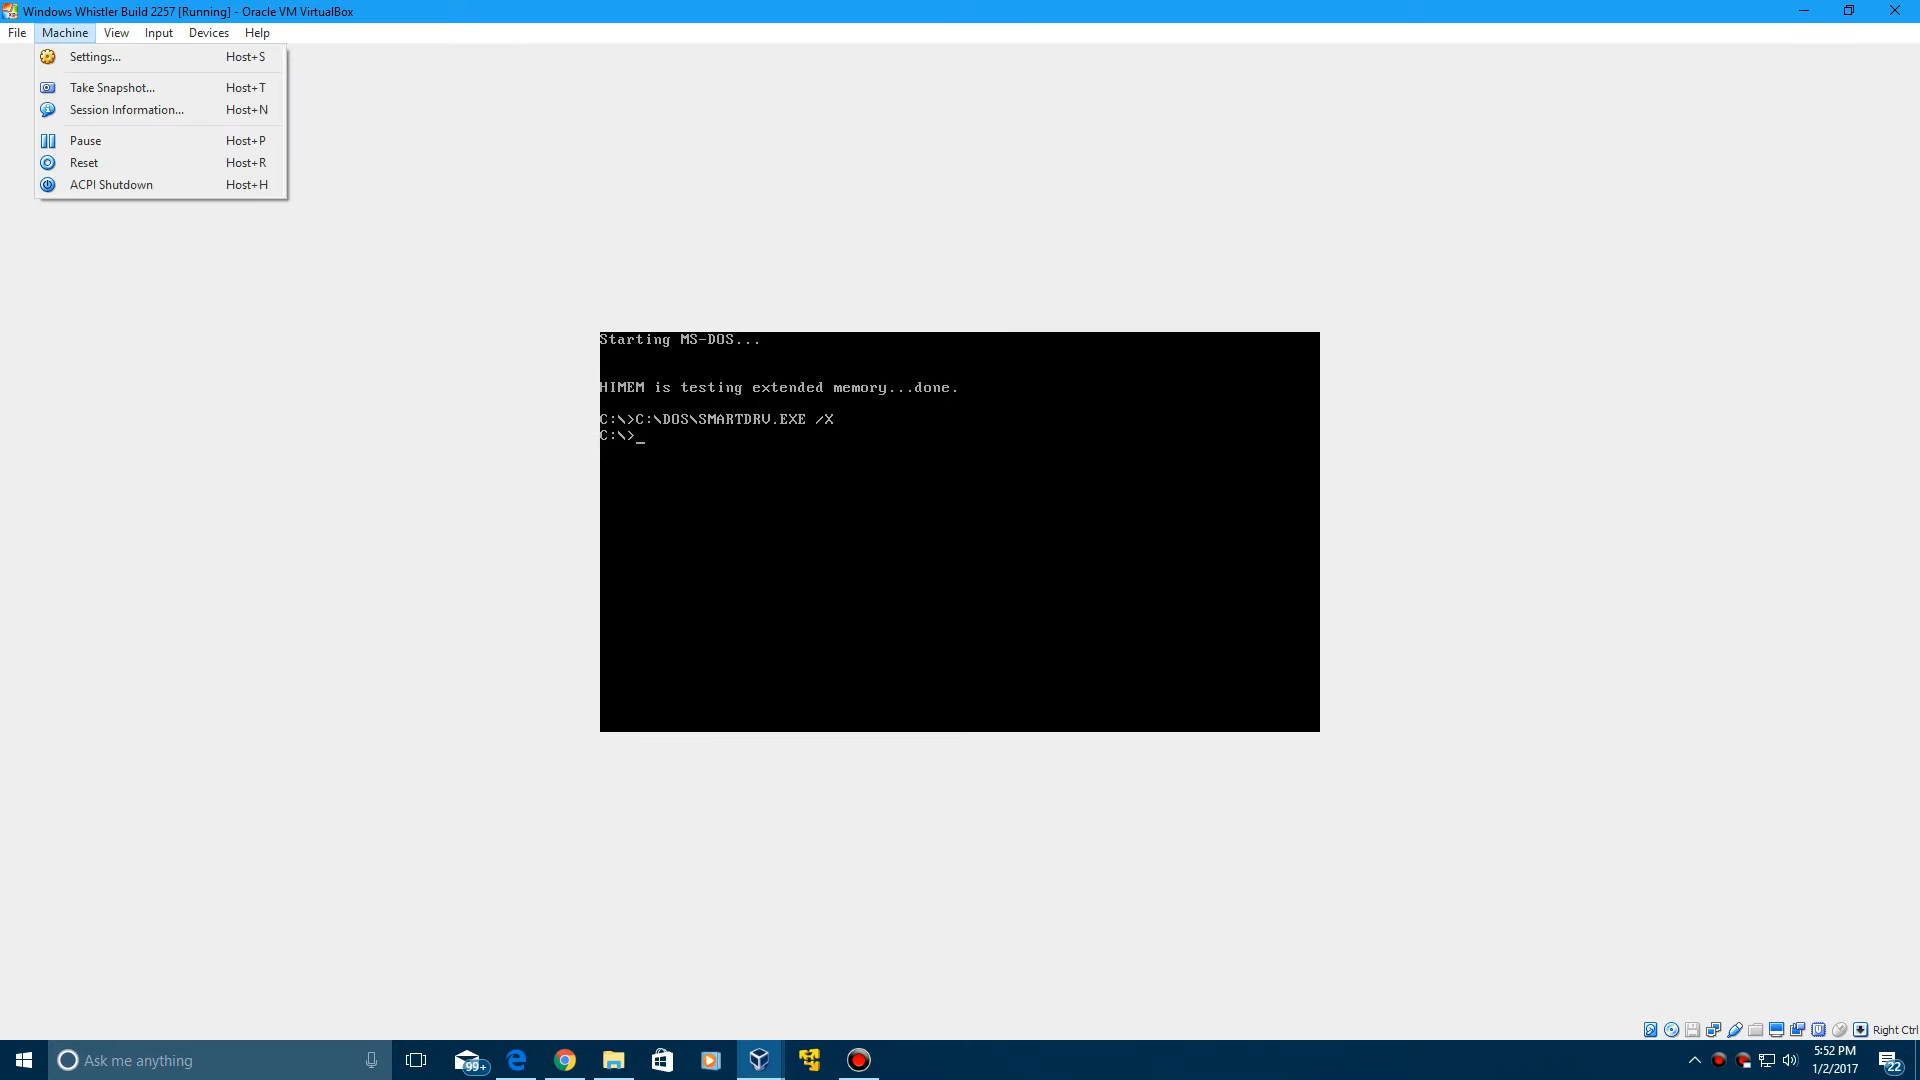 Windows Whistler Build 2257 [Running] - Oracle VM VirtualBox
File Machine View Input Devices Help
Settings... Host+S
Take Snapshot... Host+T
Session Information... Host+N
Pause Host+P
Reset Host+R
ACPI Shutdown Host+H
Starting MS-DOS...
HIMEM is testing extended memory...done.
C:\>C:\DOS\SMARTDRV.EXE /X
C:\>_
Right Ctrl
Ask me anything
99+
5:52 PM
1/2/2017
22